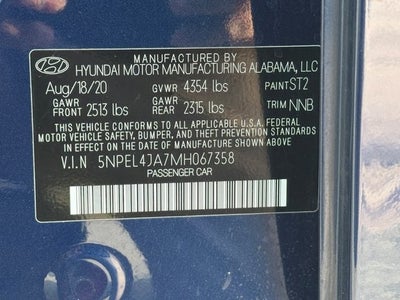 MANUFACTURED BY
HYUNDAI MOTOR MANUFACTURING ALABAMA, LLC
Aug/18/20 GVWR 4354 lbs PAINT ST2
GAWR FRONT 2513 lbs GAWR REAR 2315 lbs TRIM NNB
THIS VEHICLE CONFORMS TO ALL APPLICABLE U.S. FEDERAL
MOTOR VEHICLE SAFETY, BUMPER, AND THEFT PREVENTION STANDARDS
IN EFFECT ON THE DATE OF MANUFACTURE SHOWN ABOVE.
V.I.N 5NPEL4JA7MH067358
PASSENGER CAR